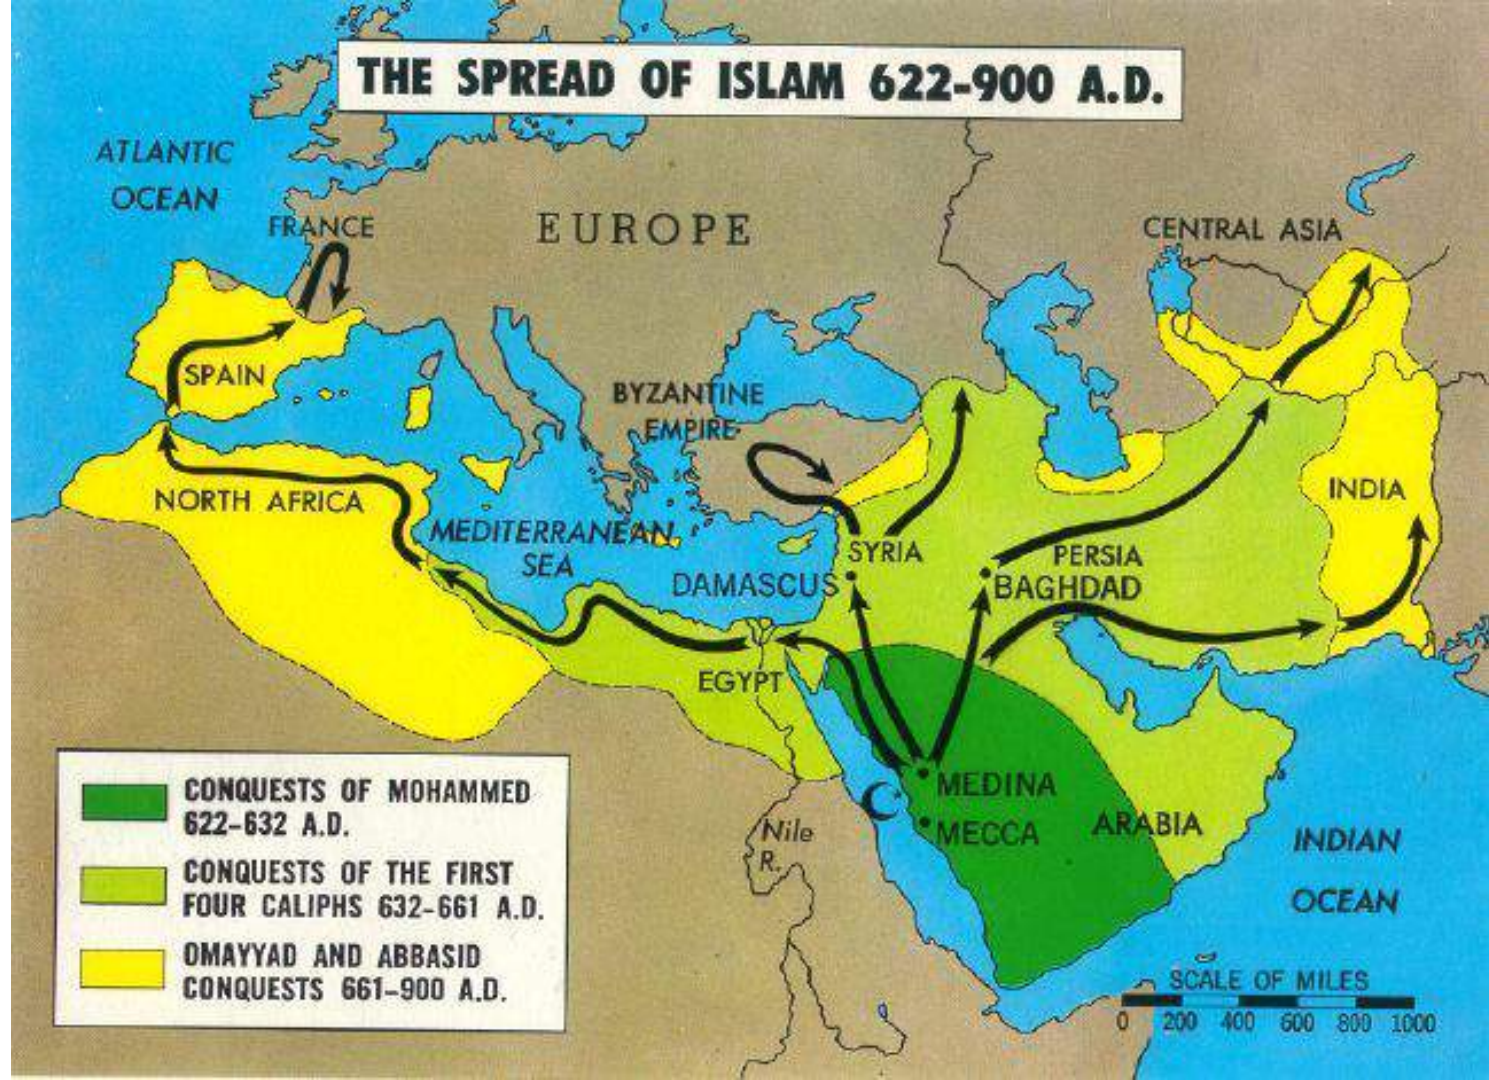 THE SPREAD OF ISLAM 622-900 A.D.
ATLANTIC
OCEAN
FRANCE
EUROPE
CENTRAL ASIA
SPAIN
BYZANTINE
EMPIRE
NORTH AFRICA
INDIA
MEDITERRANEAN
SEA
SYRIA
DAMASCUS
PERSIA
BAGHDAD
EGYPT
MEDINA
MECCA
ARABIA
Nile
R.
INDIAN
OCEAN
CONQUESTS OF MOHAMMED
622-632 A.D.
CONQUESTS OF THE FIRST
FOUR CALIPHS 632-661 A.D.
OMAYYAD AND ABBASID
CONQUESTS 661-900 A.D.
SCALE OF MILES
0 200 400 600 800 1000